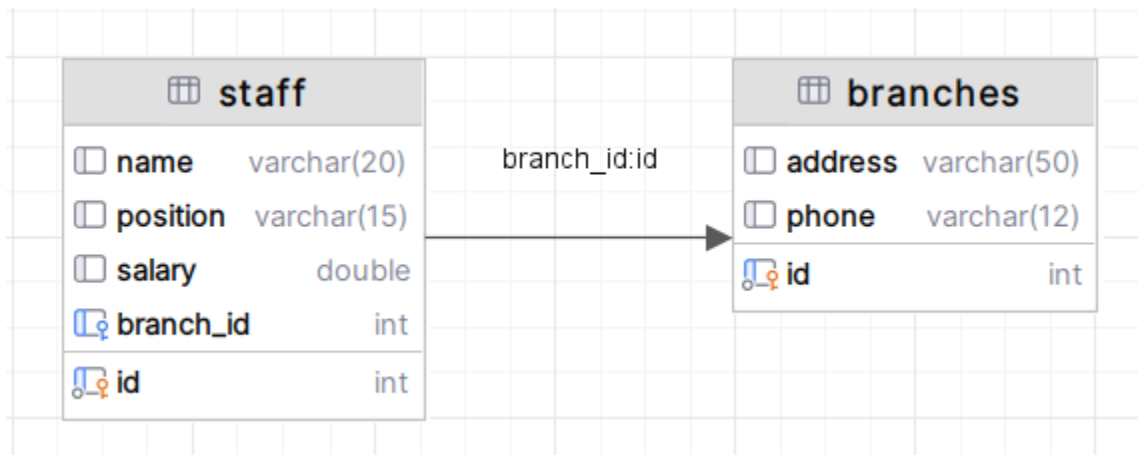 staff
name varchar(20)
position varchar(15)
salary double
branch_id int
id int
branch_id:id
branches
address varchar(50)
phone varchar(12)
id int